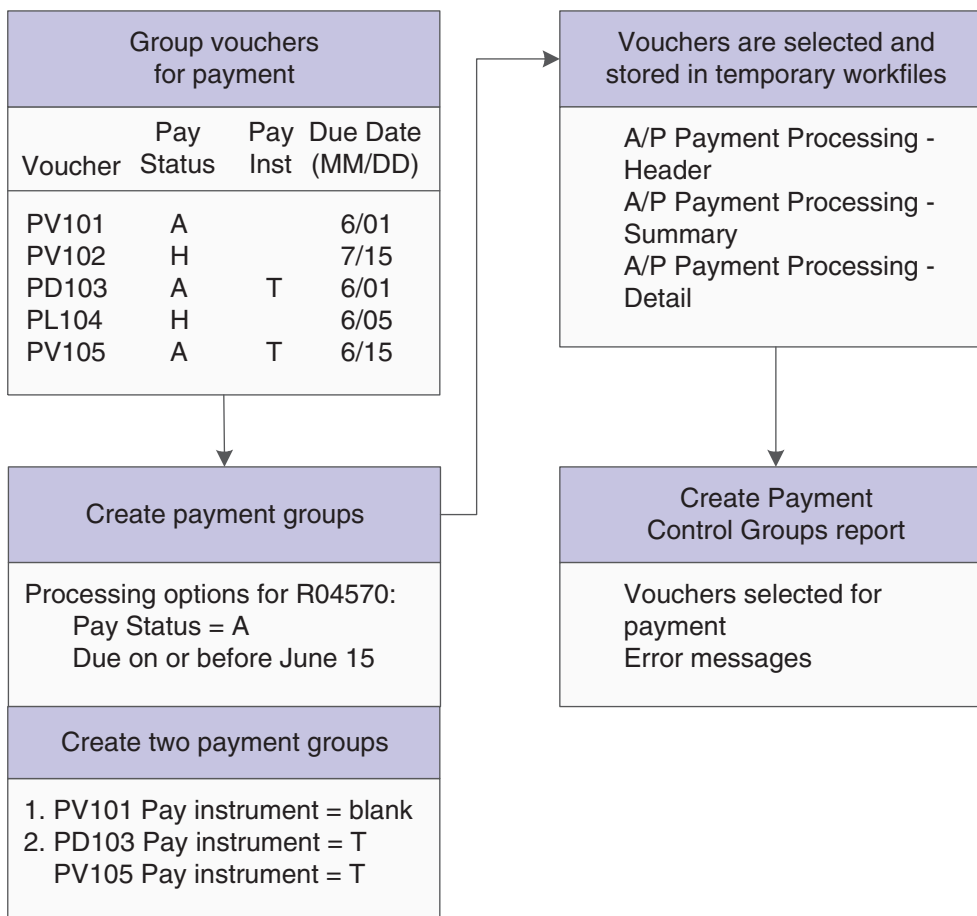 Group vouchers
for payment
Pay Pay Due Date
Voucher Status Inst (MM/DD)
PV101 A 6/01
PV102 H 7/15
PD103 A T 6/01
PL104 H 6/05
PV105 A T 6/15
Create payment groups
Processing options for R04570:
Pay Status = A
Due on or before June 15
Create two payment groups
1. PV101 Pay instrument = blank
2. PD103 Pay instrument = T
PV105 Pay instrument = T
Vouchers are selected and
stored in temporary workfiles
A/P Payment Processing -
Header
A/P Payment Processing -
Summary
A/P Payment Processing -
Detail
Create Payment
Control Groups report
Vouchers selected for
payment
Error messages